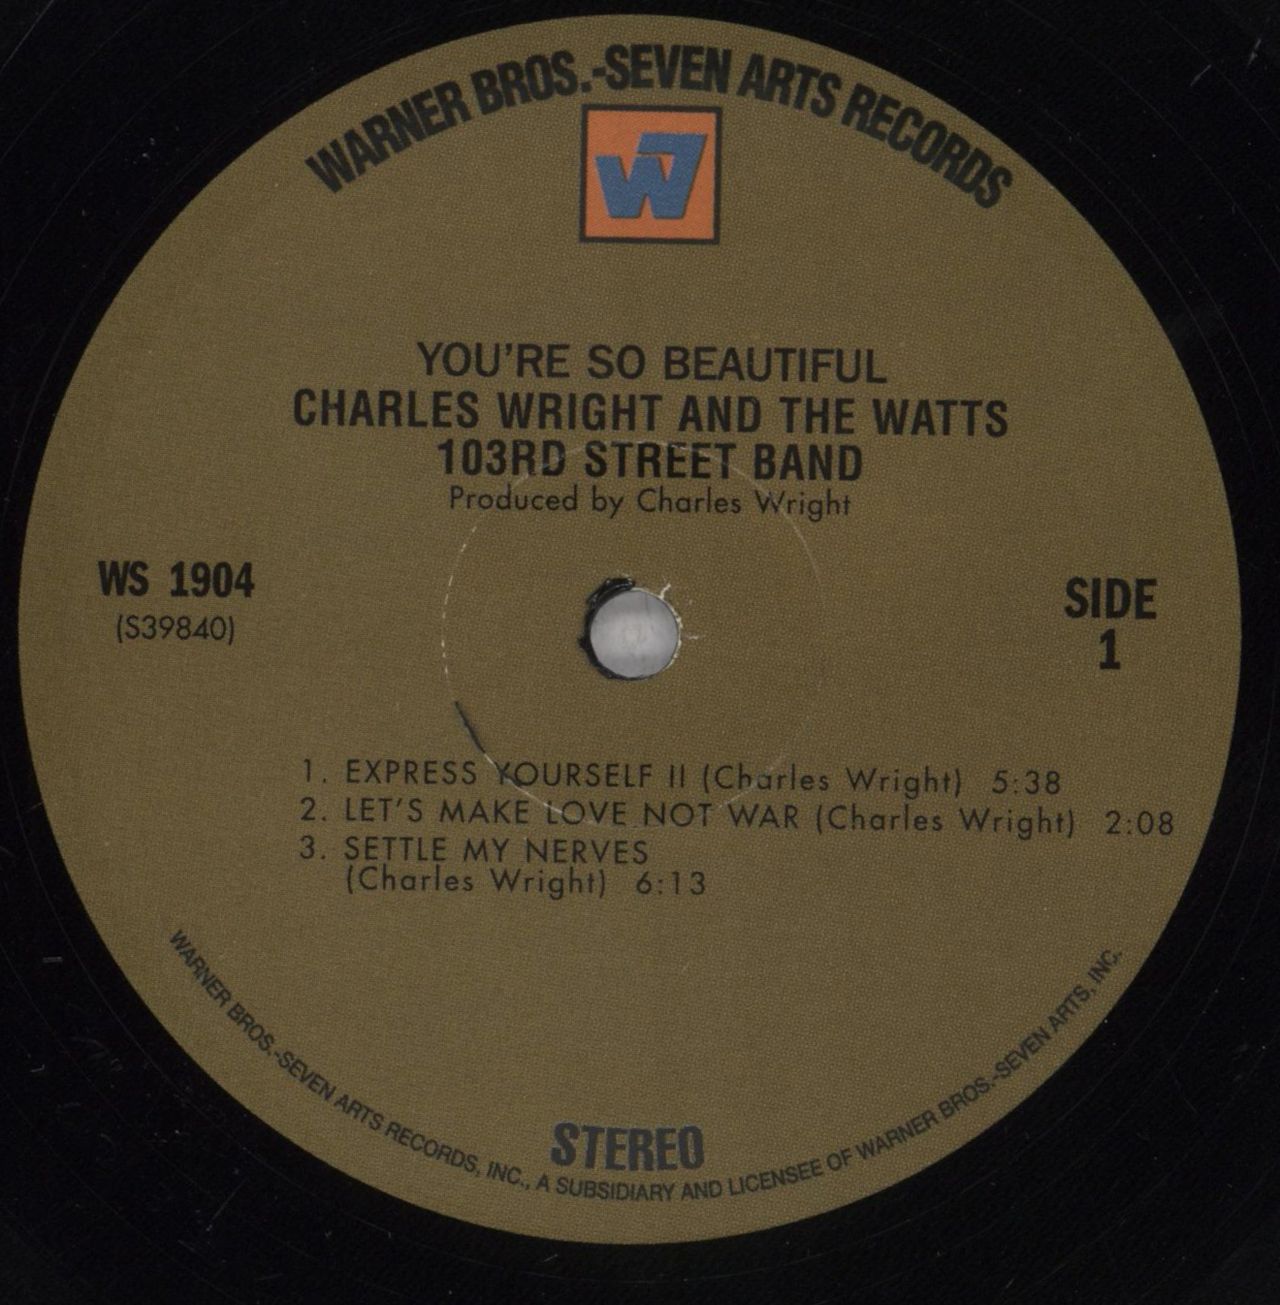 WARNER BROS.-SEVEN ARTS RECORDS
W7
YOU'RE SO BEAUTIFUL
CHARLES WRIGHT AND THE WATTS
103RD STREET BAND
Produced by Charles Wright
WS 1904
(S39840)
SIDE
1
1. EXPRESS YOURSELF II (Charles Wright) 5:38
2. LET'S MAKE LOVE NOT WAR (Charles Wright) 2:08
3. SETTLE MY NERVES
(Charles Wright) 6:13
STEREO
WARNER BROS.-SEVEN ARTS RECORDS, INC., A SUBSIDIARY AND LICENSEE OF WARNER BROS.-SEVEN ARTS, INC.